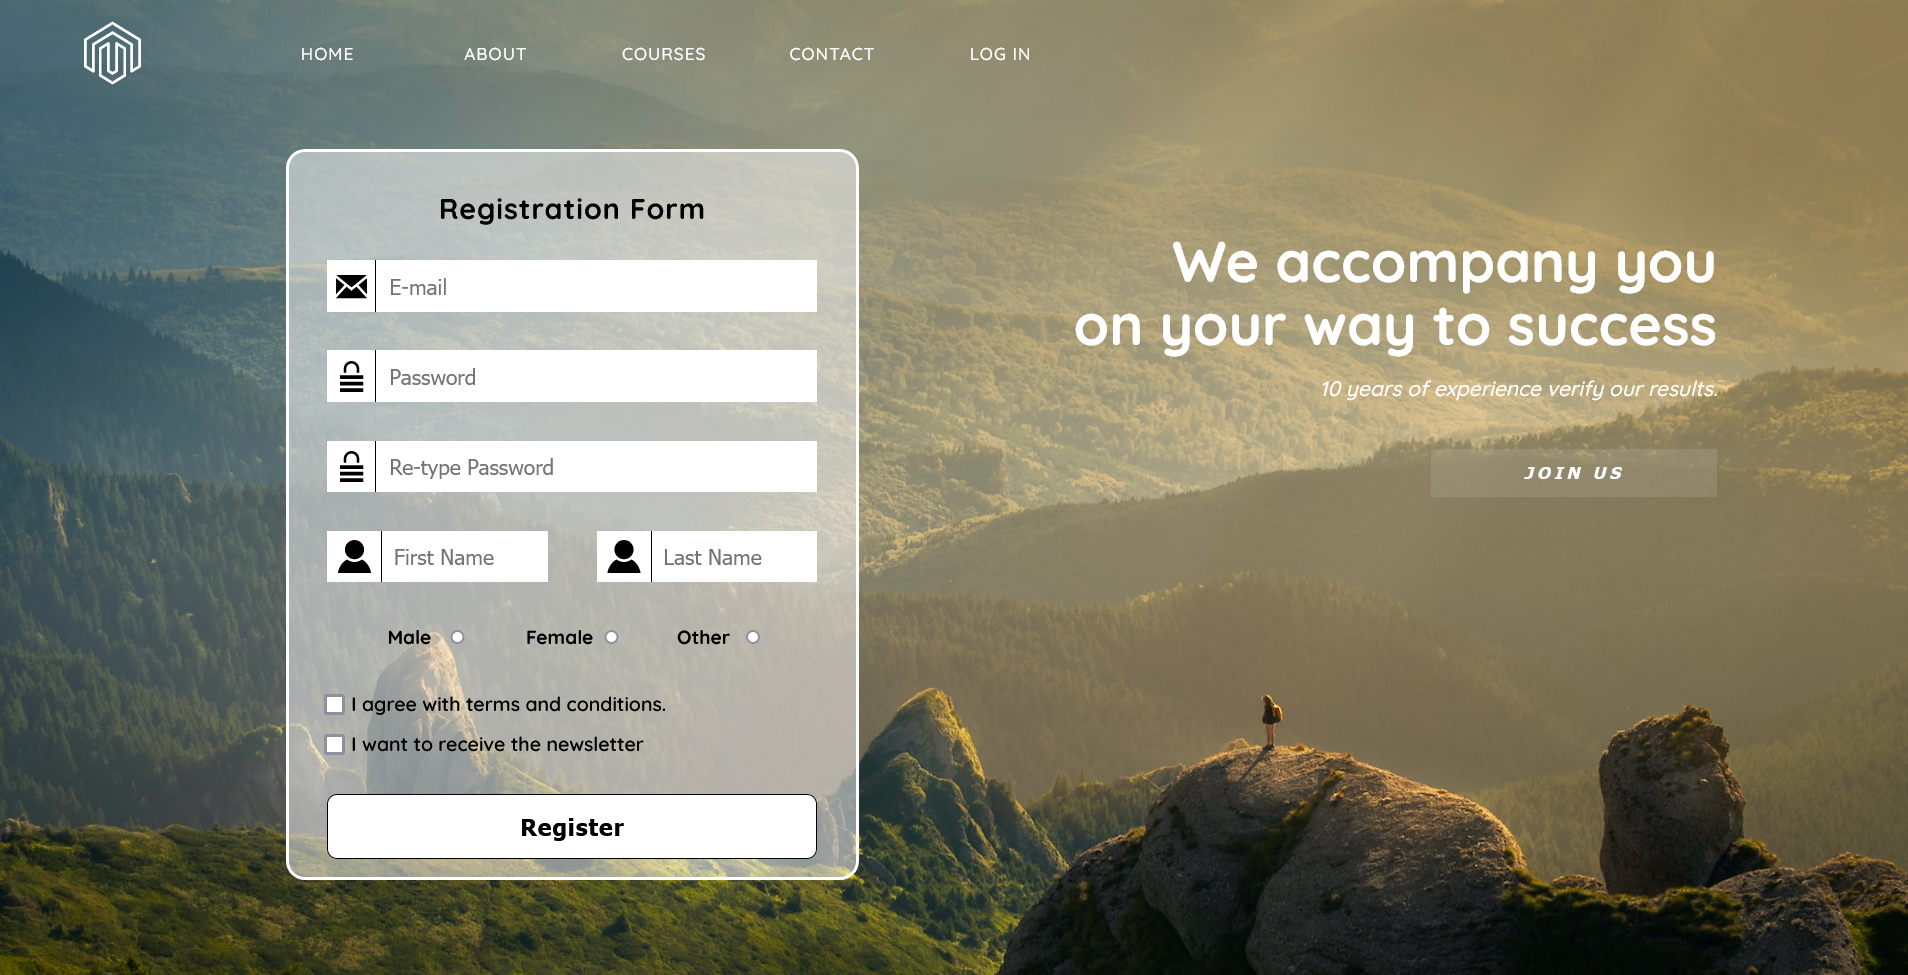 HOME ABOUT COURSES CONTACT LOG IN
Registration Form
E-mail
Password
Re-type Password
First Name Last Name
Male Female Other
I agree with terms and conditions.
I want to receive the newsletter
Register
We accompany you
on your way to success
10 years of experience verify our results.
JOIN US